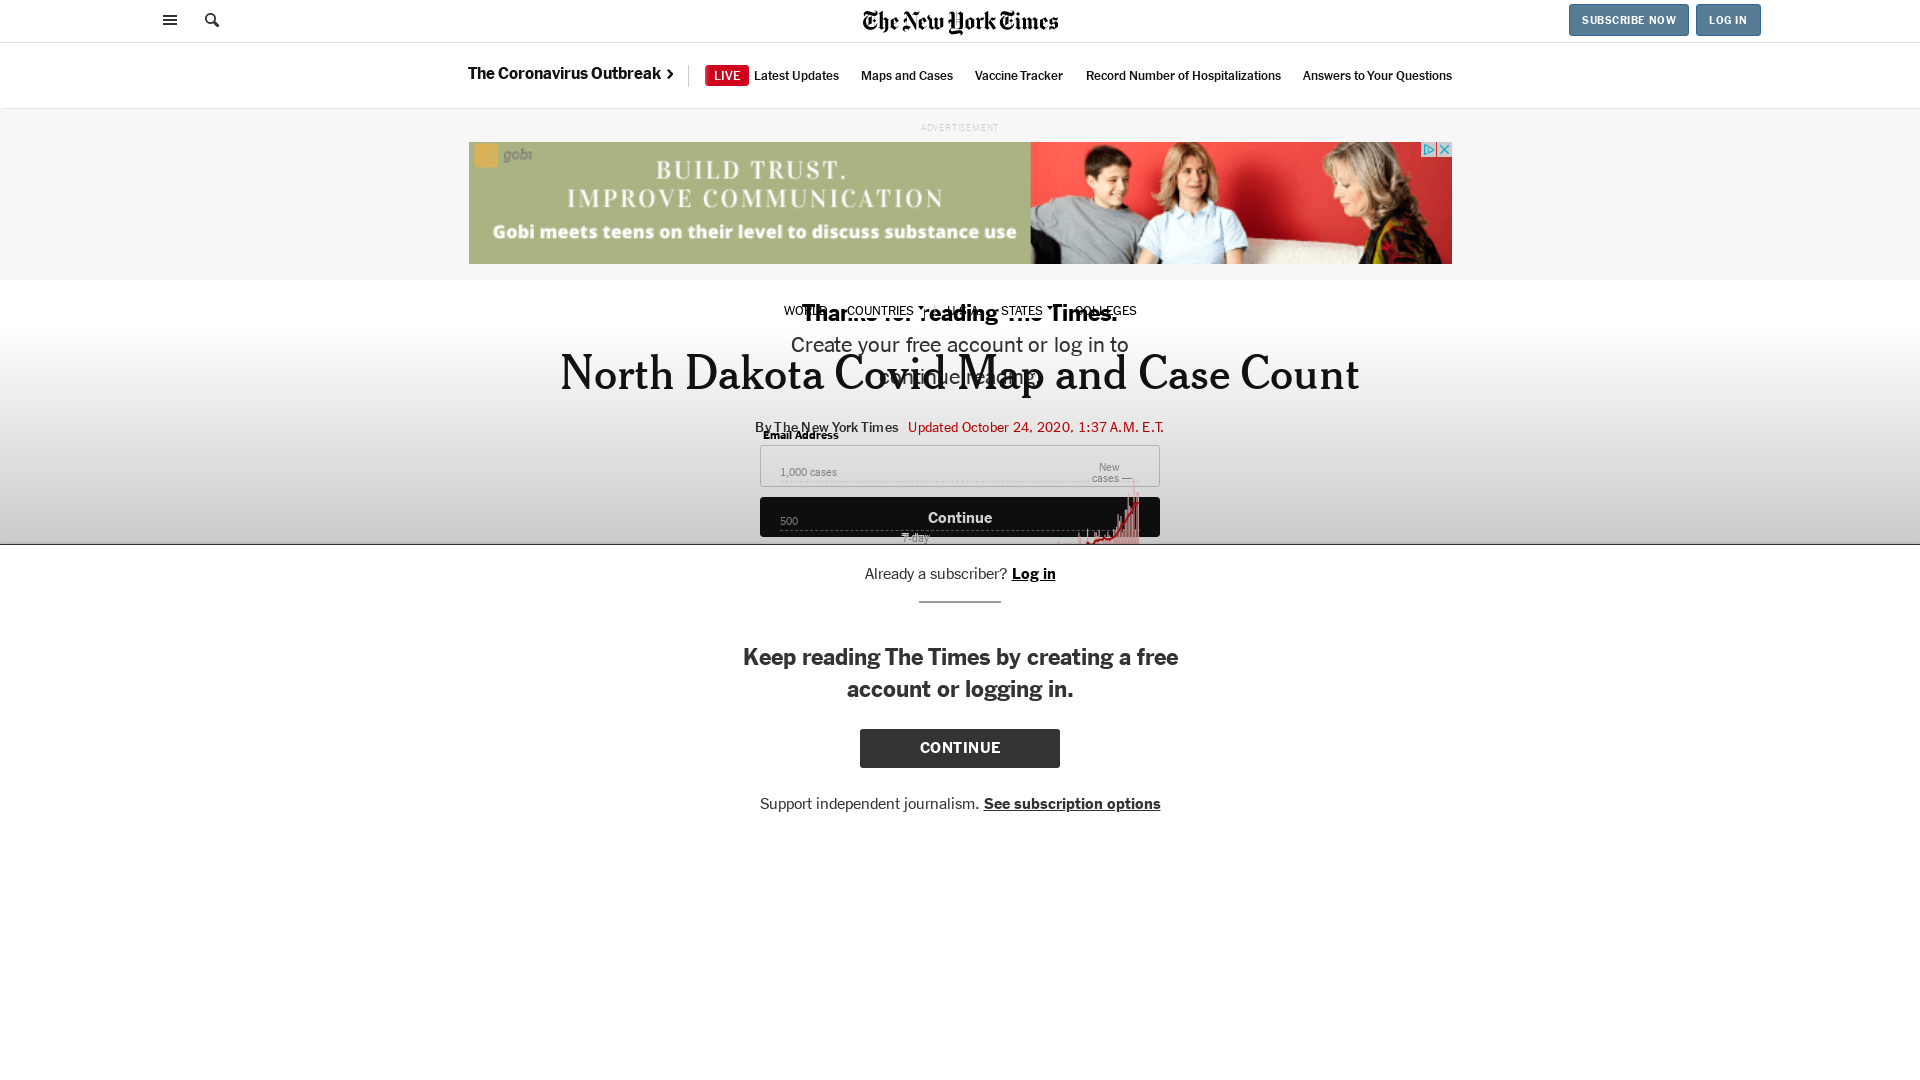 The New York Times
SUBSCRIBE NOW
LOG IN
The Coronavirus Outbreak
LIVE Latest Updates
Maps and Cases
Vaccine Tracker
Record Number of Hospitalizations
Answers to Your Questions
ADVERTISEMENT
gobi
BUILD TRUST.
IMPROVE COMMUNICATION
Gobi meets teens on their level to discuss substance use
WORLD COUNTRIES U.S.A. STATES COLLEGES
Thanks for reading The Times.
Create your free account or log in to
continue reading.
North Dakota Covid Map and Case Count
By The New York Times Updated October 24, 2020, 1:37 A.M. E.T.
Email Address
1,000 cases
New
cases
500
Continue
7-day
Already a subscriber? Log in
Keep reading The Times by creating a free
account or logging in.
CONTINUE
Support independent journalism. See subscription options